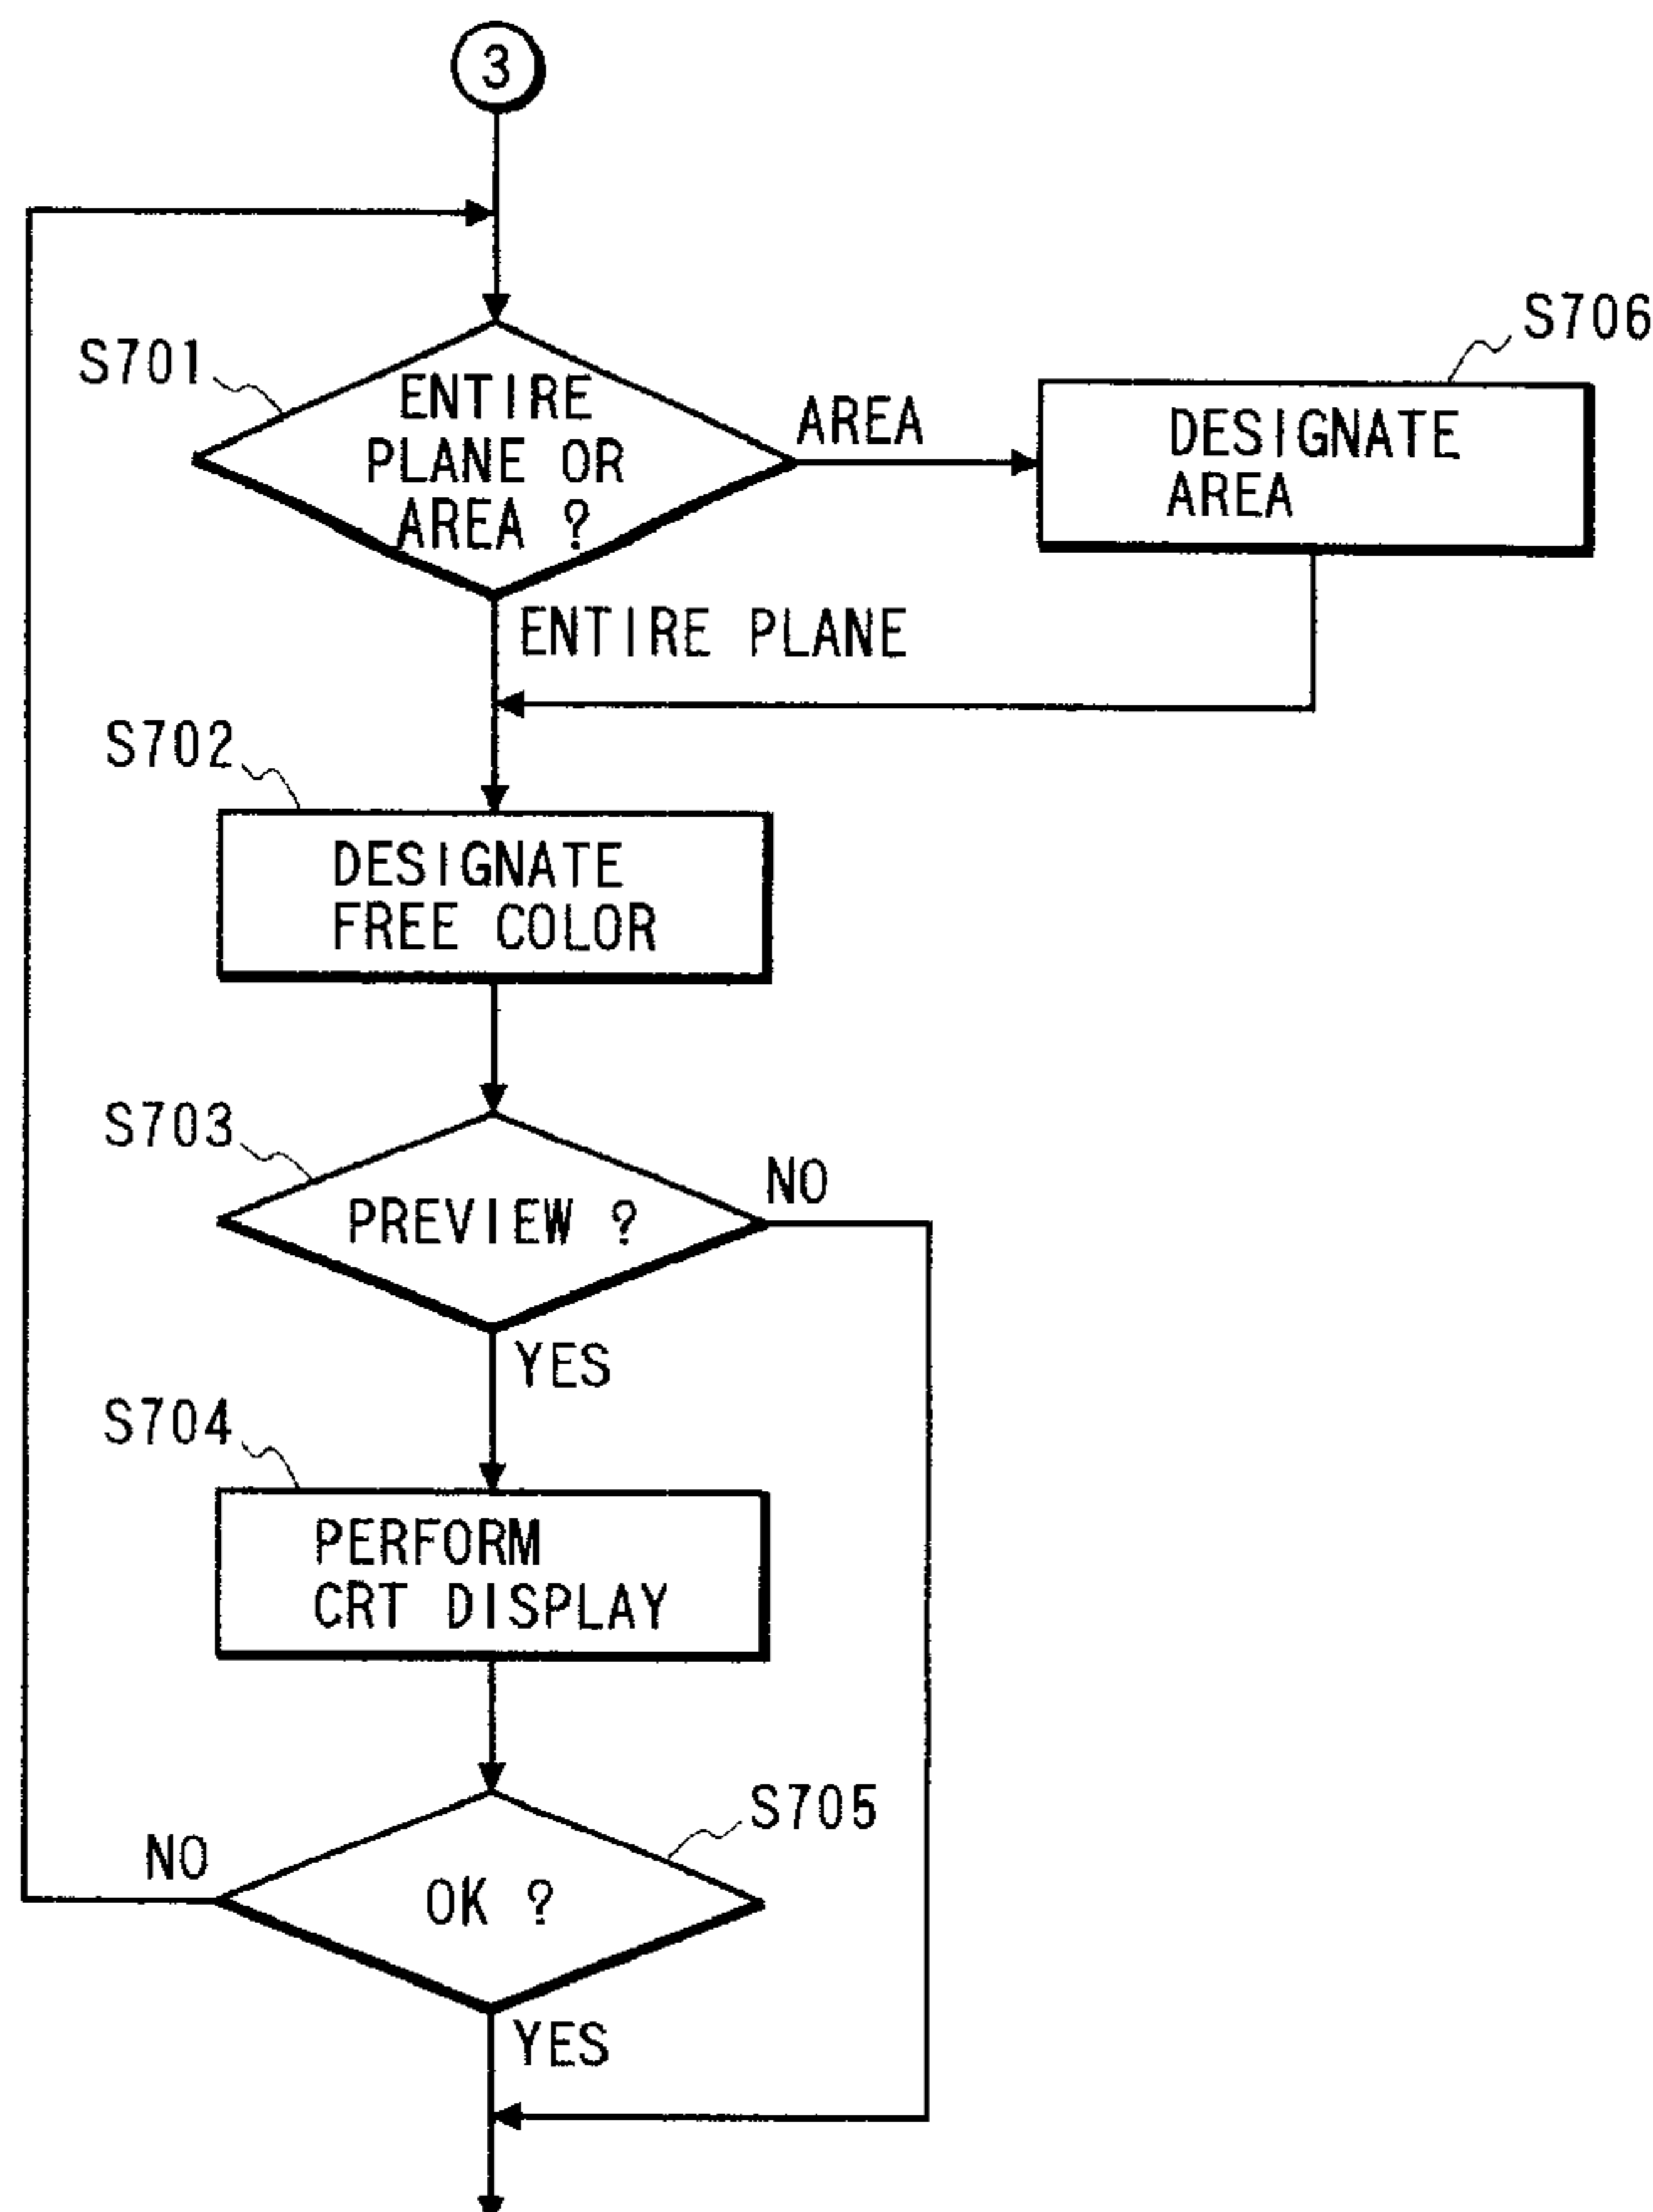 3
S701
ENTIRE
PLANE OR
AREA ?
AREA
S706
DESIGNATE
AREA
ENTIRE PLANE
S702
DESIGNATE
FREE COLOR
S703
PREVIEW ?
NO
YES
S704
PERFORM
CRT DISPLAY
S705
NO
OK ?
YES